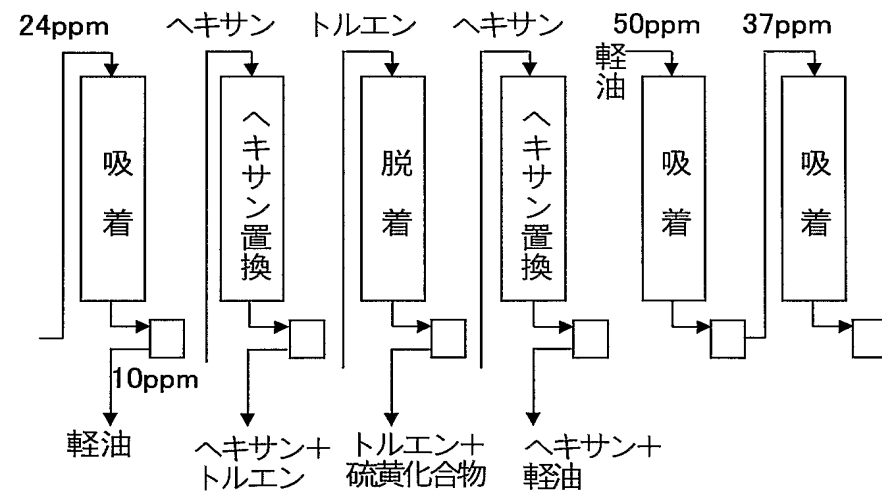 24ppm
ヘキサン
トルエン
ヘキサン
50ppm
37ppm
軽油
吸着
ヘキサン置換
脱着
ヘキサン置換
吸着
吸着
10ppm
軽油
ヘキサン＋
トルエン
トルエン＋
硫黄化合物
ヘキサン＋
軽油